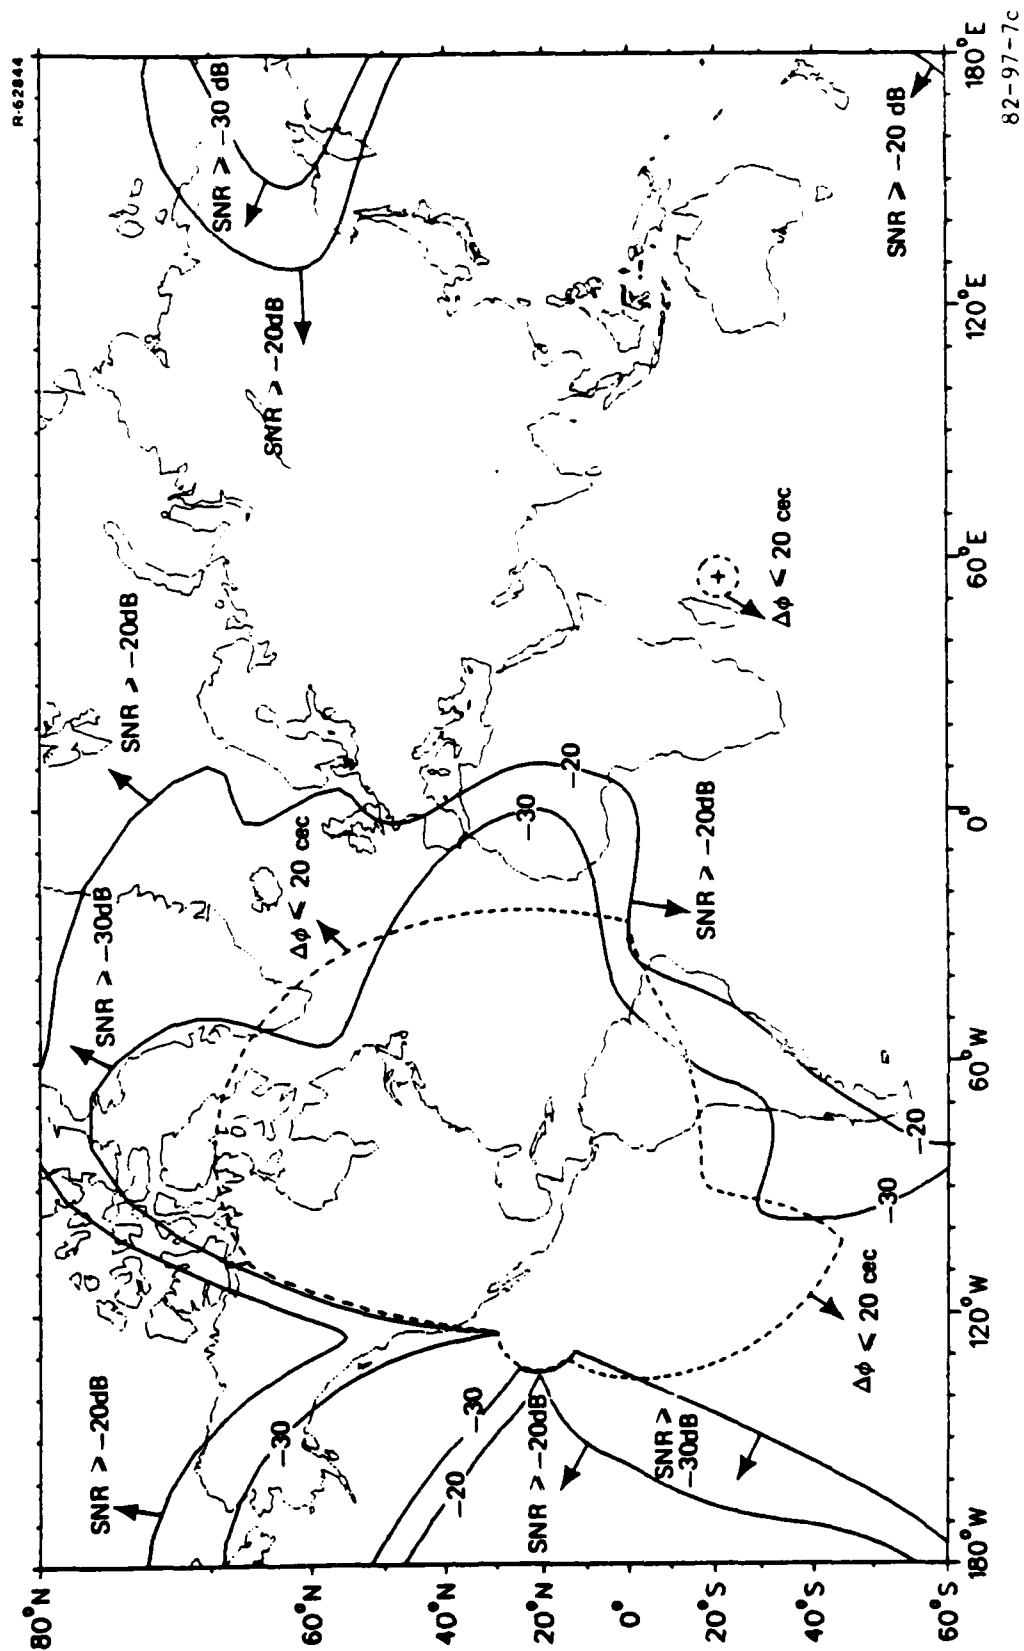 R-62844
80°N
60°N
40°N
20°N
0°
20°S
40°S
60°S
180°W
120°W
60°W
0°
60°E
120°E
180°E
SNR ≥ -20dB
-30
-30
-20
SNR ≥ -20dB
SNR ≥
-30dB
SNR ≥ -30dB
SNR ≥ -20dB
Δϕ ≤ 20 cec
-30
-20
SNR ≥ -20dB
Δϕ ≤ 20 cec
-30
-20
Δϕ ≤ 20 cec
SNR ≥ -20dB
SNR ≥ -30 dB
SNR ≥ -20 dB
82-97-7c